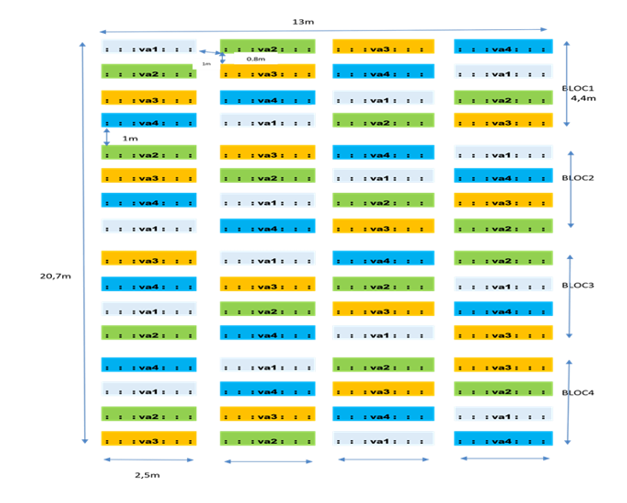 13m
va1 va2 va3 va4
1m 0.8m
va2 va3 va4 va1
BLOC1
va3 va4 va1 va2 4,4m
va4 va1 va2 va3
1m
va2 va3 va4 va1
va3 va2 va1 va4 BLOC2
va4 va1 va2 va3
va1 va4 va3 va2
va3 va1 va4 va2
20,7m
va4 va3 va2 va1 BLOC3
va1 va2 va3 va4
va2 va4 va1 va3
va4 va1 va2 va3
va1 va4 va3 va2 BLOC4
va2 va3 va4 va1
va3 va2 va1 va4
2,5m